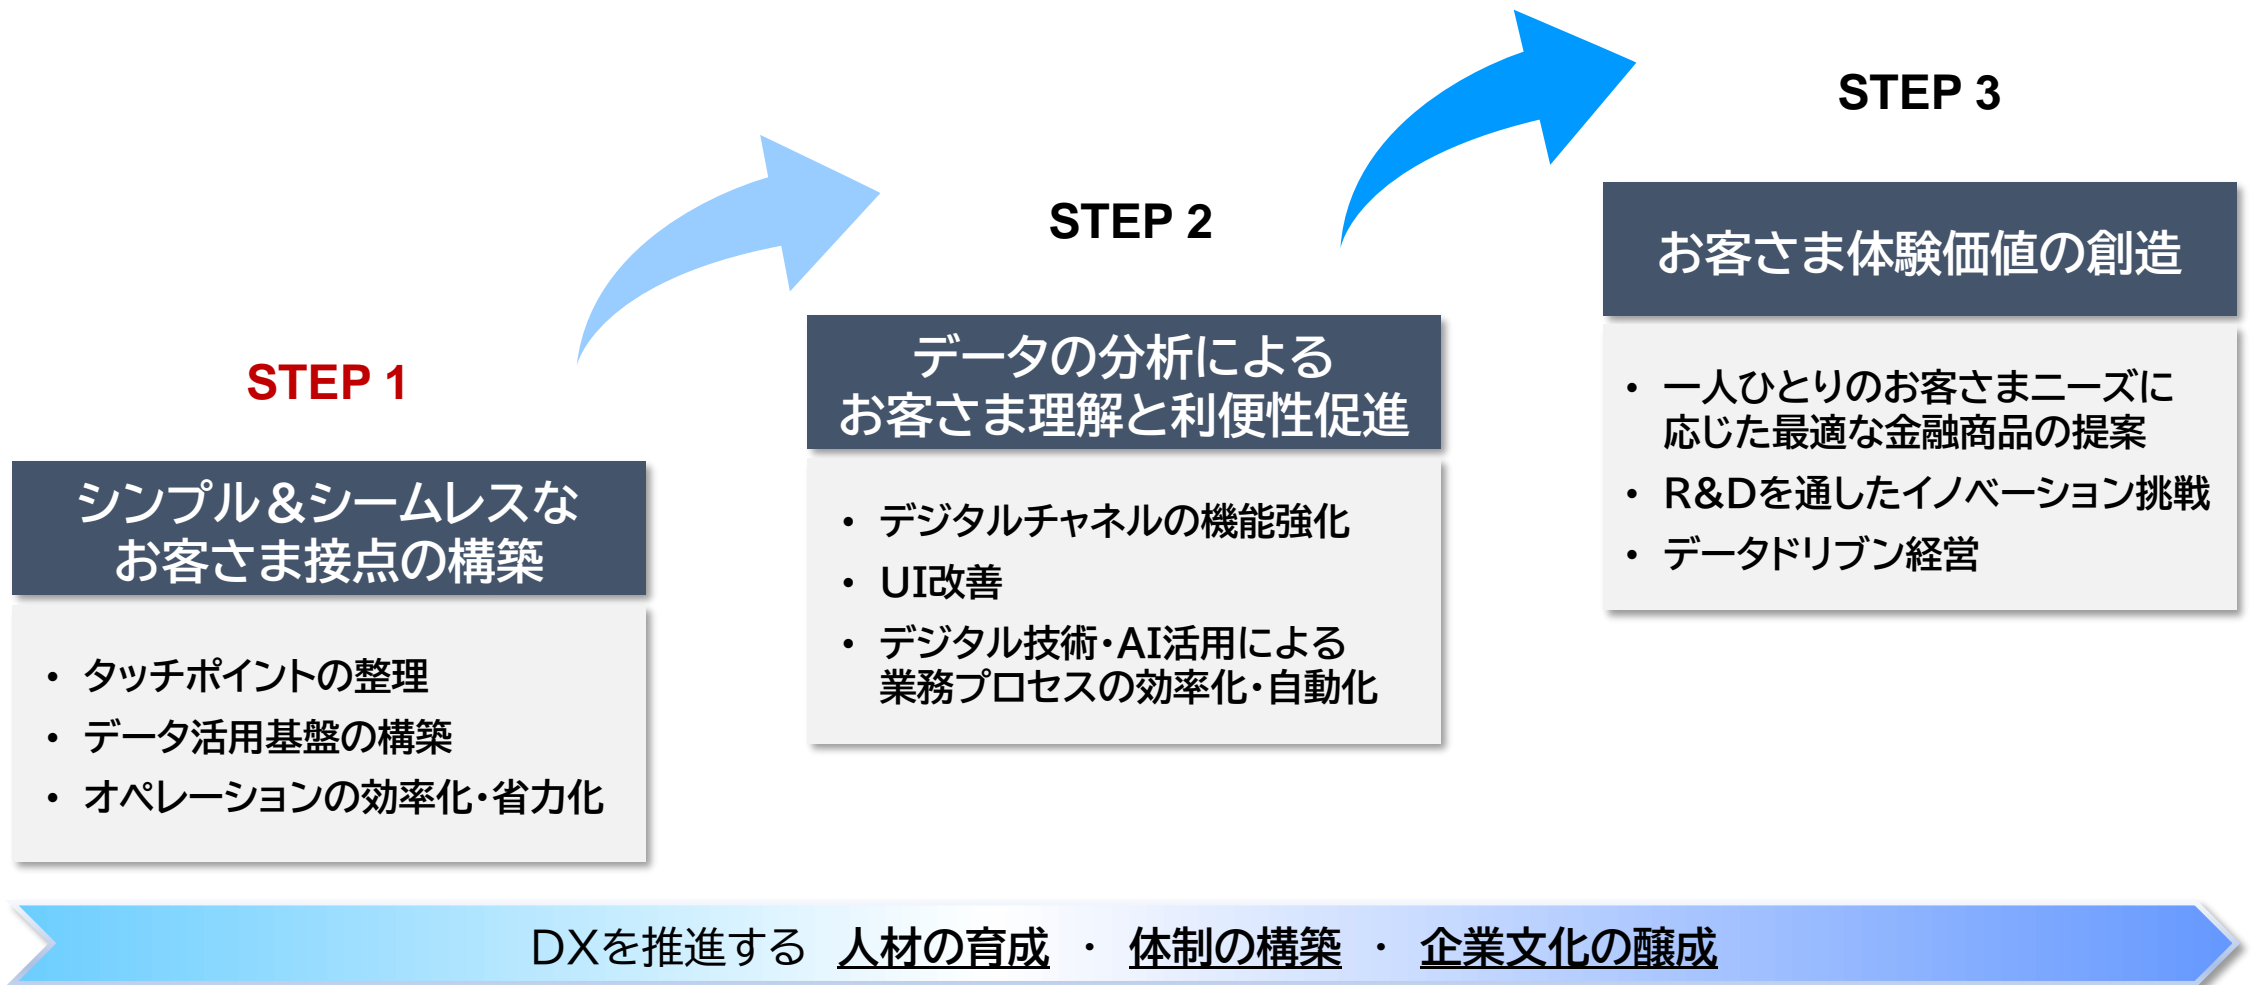 STEP 1
シンプル＆シームレスな
お客さま接点の構築
• タッチポイントの整理
• データ活用基盤の構築
• オペレーションの効率化・省力化
STEP 2
データの分析による
お客さま理解と利便性促進
• デジタルチャネルの機能強化
• UI改善
• デジタル技術・AI活用による
業務プロセスの効率化・自動化
STEP 3
お客さま体験価値の創造
• 一人ひとりのお客さまニーズに
応じた最適な金融商品の提案
• R&Dを通したイノベーション挑戦
• データドリブン経営
DXを推進する 人材の育成 ・ 体制の構築 ・ 企業文化の醸成